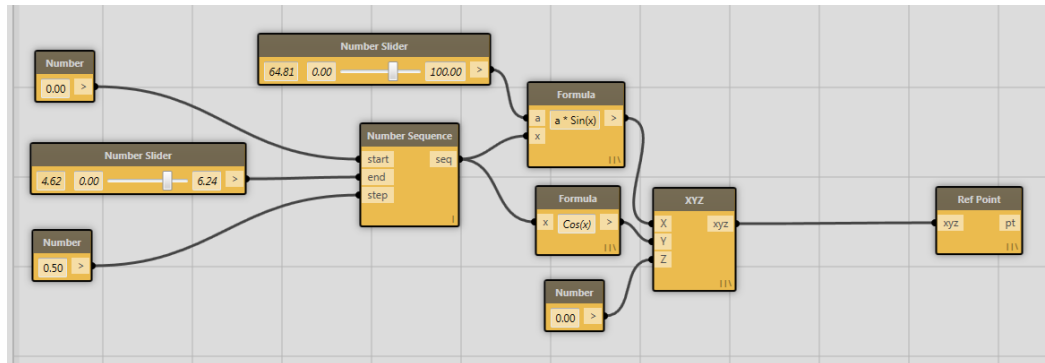 Number Slider
64.81 0.00 100.00 >
Number
0.00 >
Formula
a a * Sin(x) >
x
Number Sequence
start seq
end
step
Number Slider
4.62 0.00 6.24 >
Formula
x Cos(x) >
XYZ
X xyz
Y
Z
Ref Point
xyz pt
Number
0.50 >
Number
0.00 >